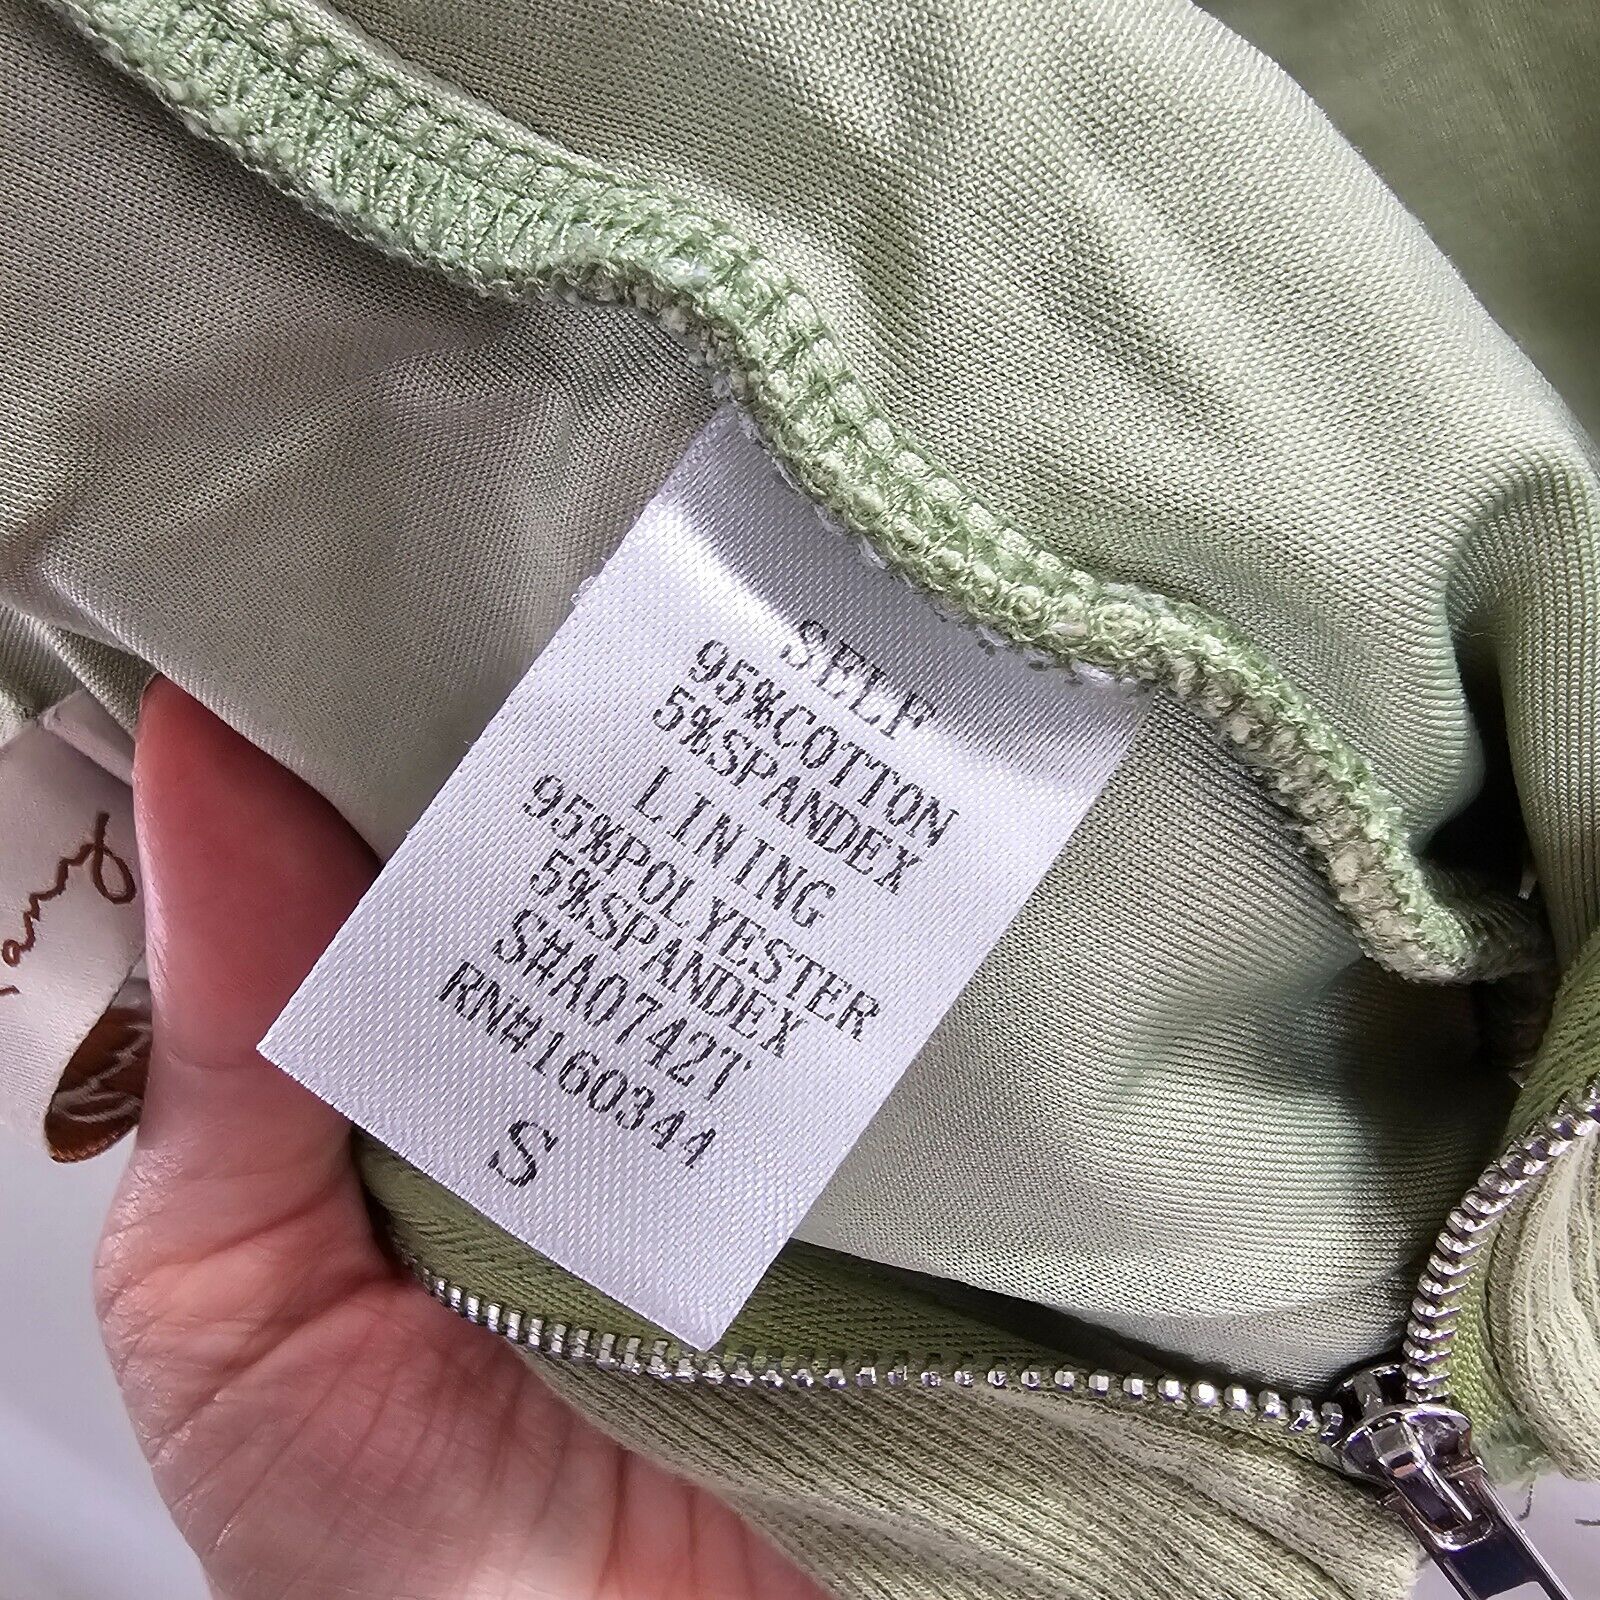 SELF
95%COTTON
5%SPANDEX
LINING
95%POLYESTER
5%SPANDEX
S#A0742T
RN#160344
S